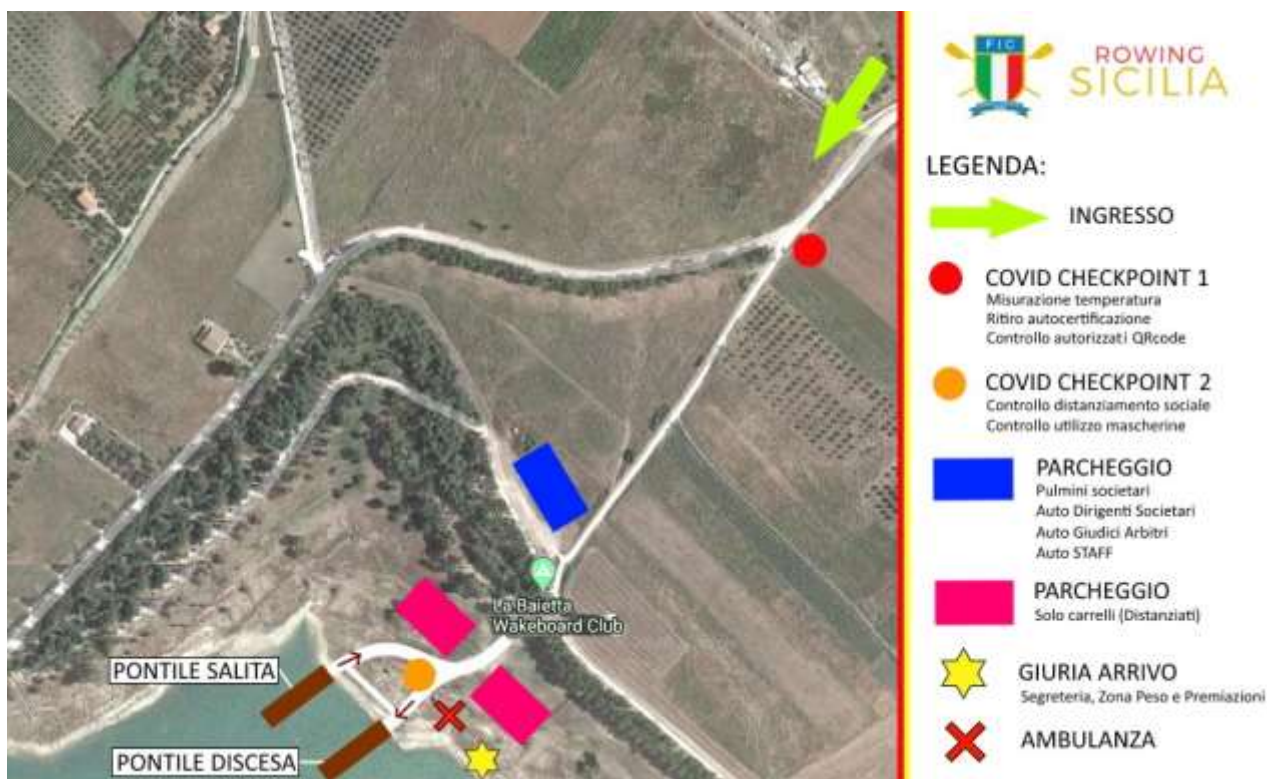 La Baietta
Wakeboard Club
PONTILE SALITA
PONTILE DISCESA
FIC
ROWING
SICILIA
LEGENDA:
INGRESSO
COVID CHECKPOINT 1
Misurazione temperatura
Ritiro autocertificazione
Controllo autorizzati QRcode
COVID CHECKPOINT 2
Controllo distanziamento sociale
Controllo utilizzo mascherine
PARCHEGGIO
Pulmini societari
Auto Dirigenti Societari
Auto Giudici Arbitri
Auto STAFF
PARCHEGGIO
Solo carrelli (Distanziati)
GIURIA ARRIVO
Segreteria, Zona Peso e Premiazioni
AMBULANZA